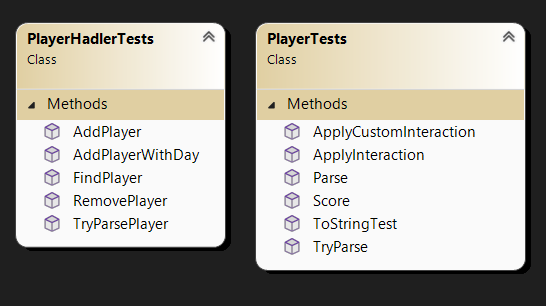 PlayerHadlerTests
Class
Methods
AddPlayer
AddPlayerWithDay
FindPlayer
RemovePlayer
TryParsePlayer
PlayerTests
Class
Methods
ApplyCustomInteraction
ApplyInteraction
Parse
Score
ToStringTest
TryParse